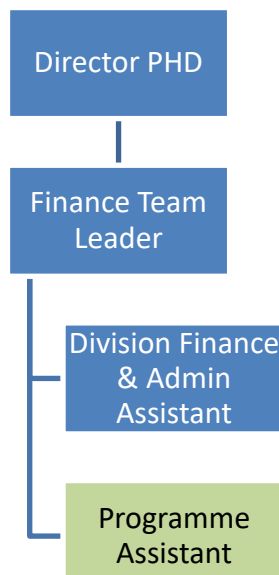 Director PHD
Finance Team
Leader
Division Finance
& Admin
Assistant
Programme
Assistant